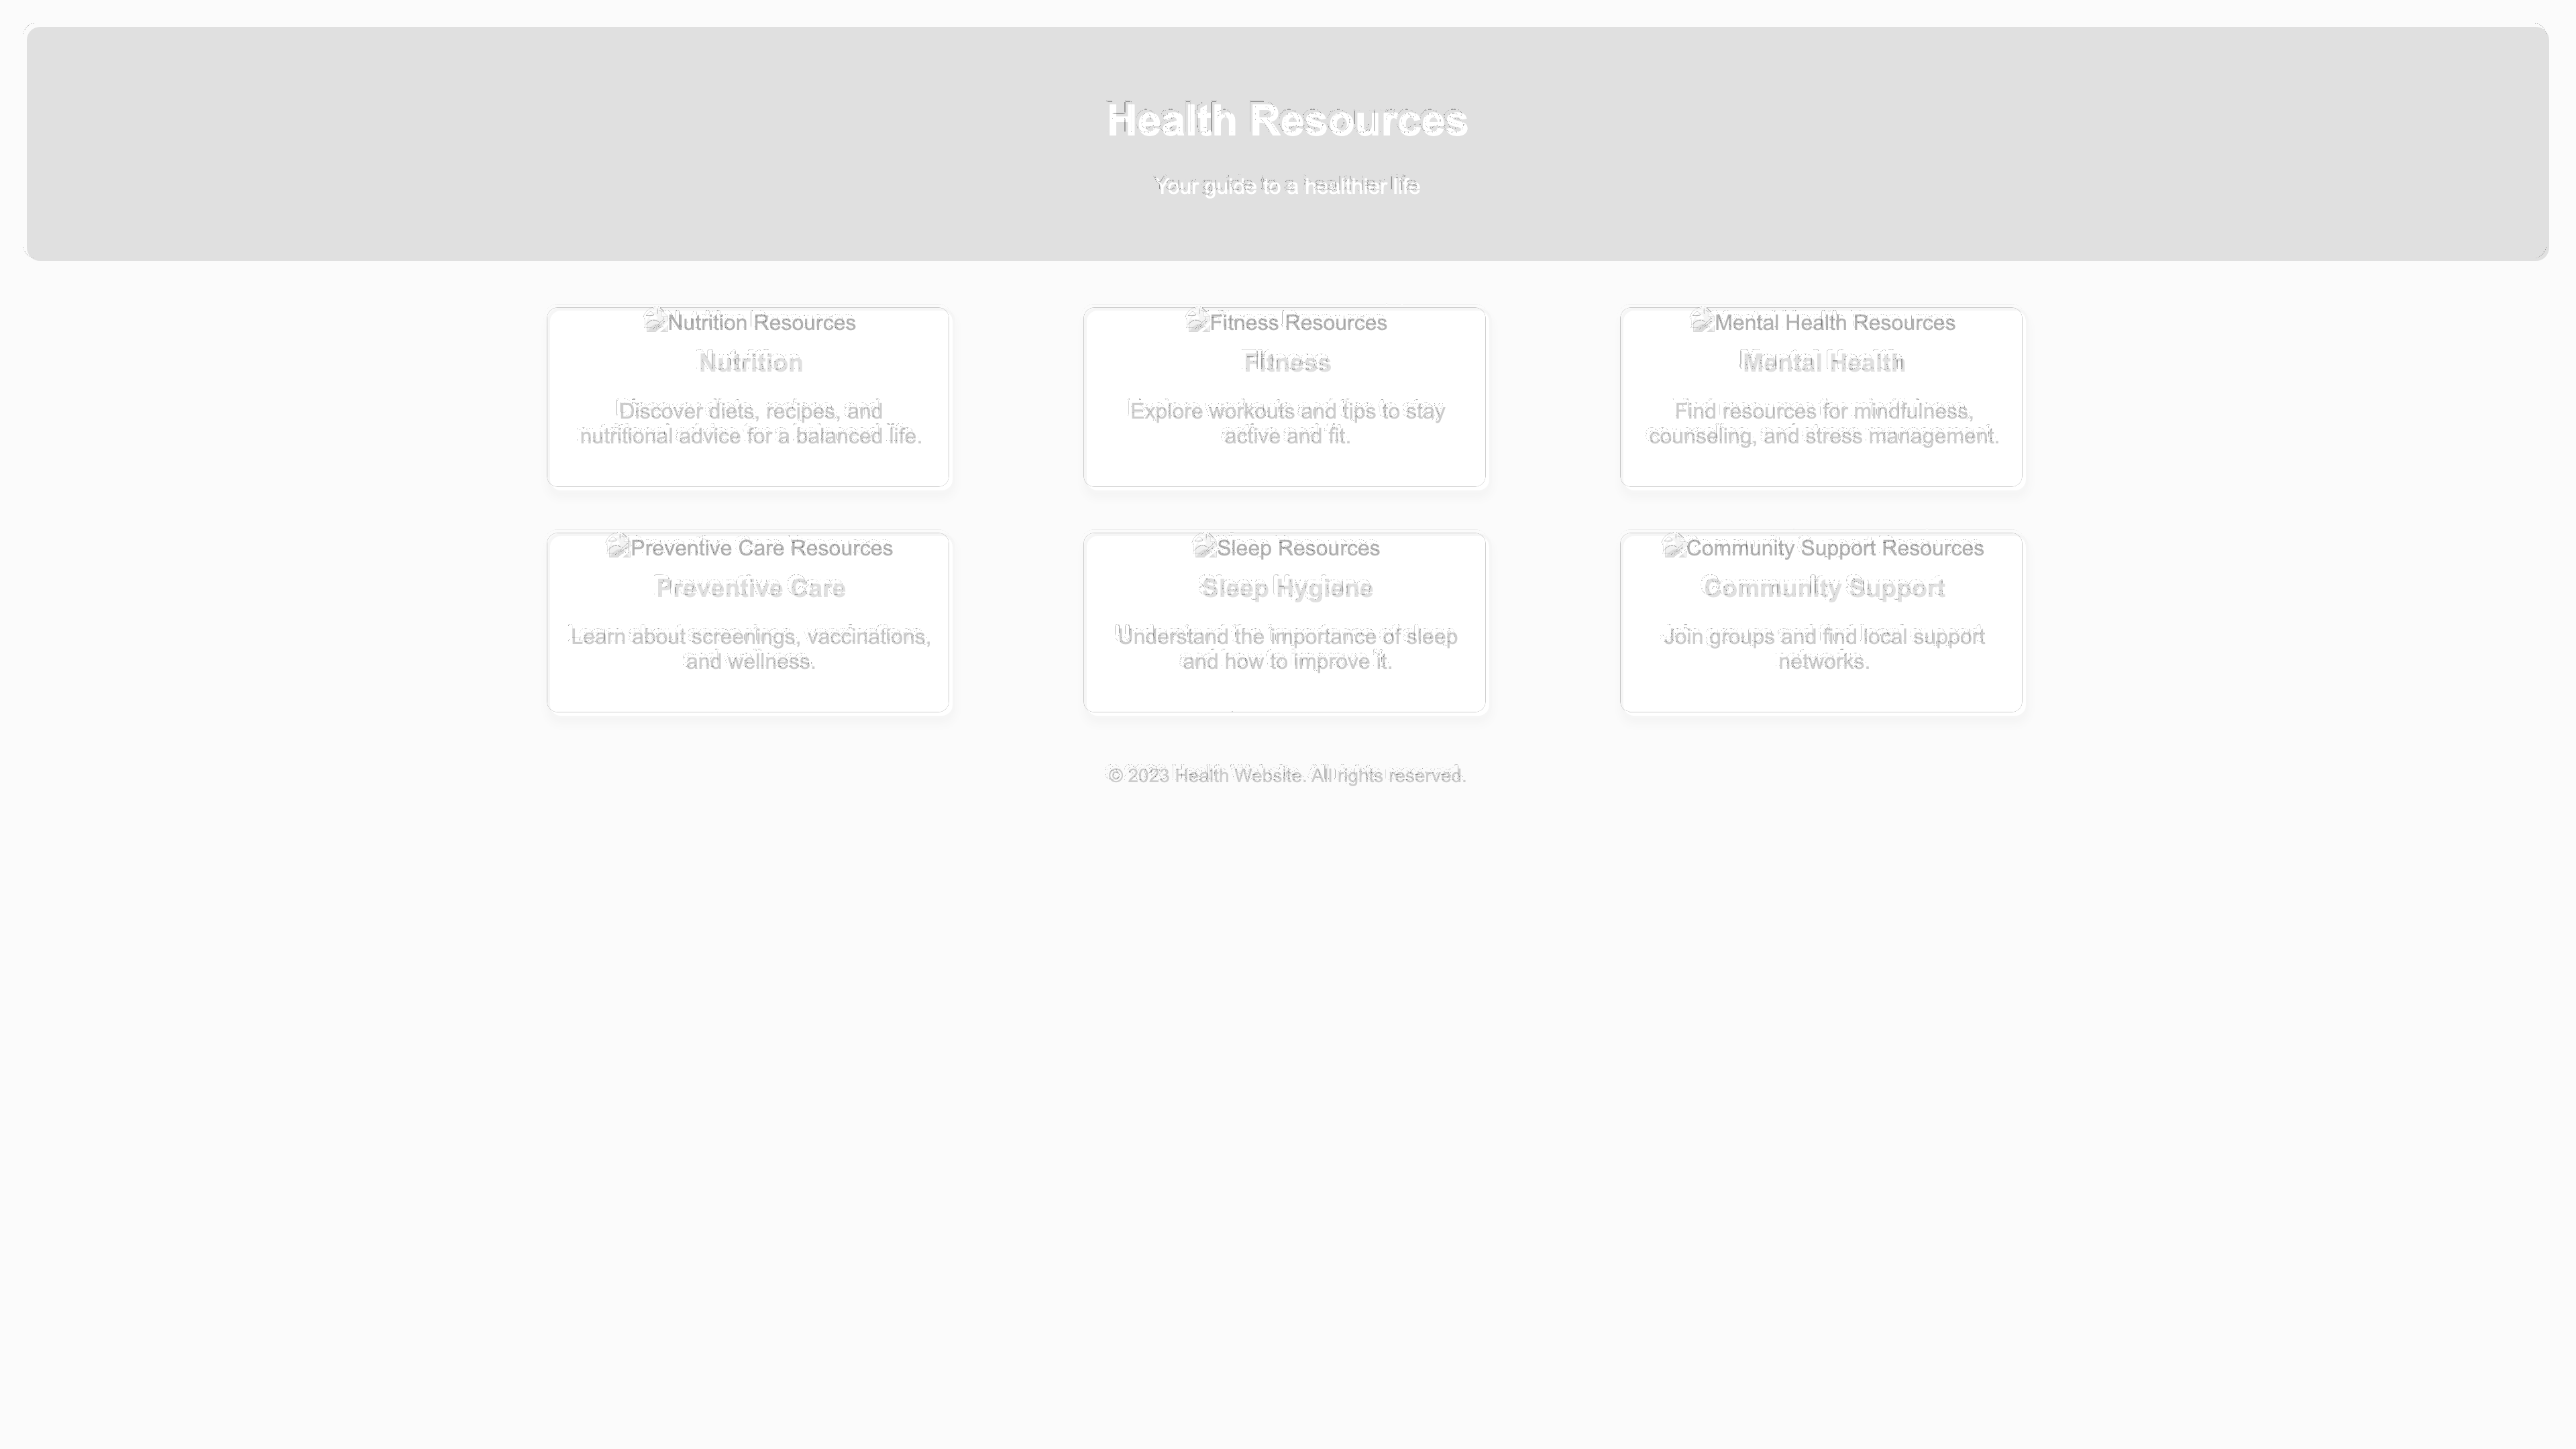 Health Resources
Your guide to a healthier life
Nutrition Resources
Nutrition
Discover diets, recipes, and
nutritional advice for a balanced life.
Fitness Resources
Fitness
Explore workouts and tips to stay
active and fit.
Mental Health Resources
Mental Health
Find resources for mindfulness,
counseling, and stress management.
Preventive Care Resources
Preventive Care
Learn about screenings, vaccinations,
and wellness.
Sleep Resources
Sleep Hygiene
Understand the importance of sleep
and how to improve it.
Community Support Resources
Community Support
Join groups and find local support
networks.
© 2023 Health Website. All rights reserved.